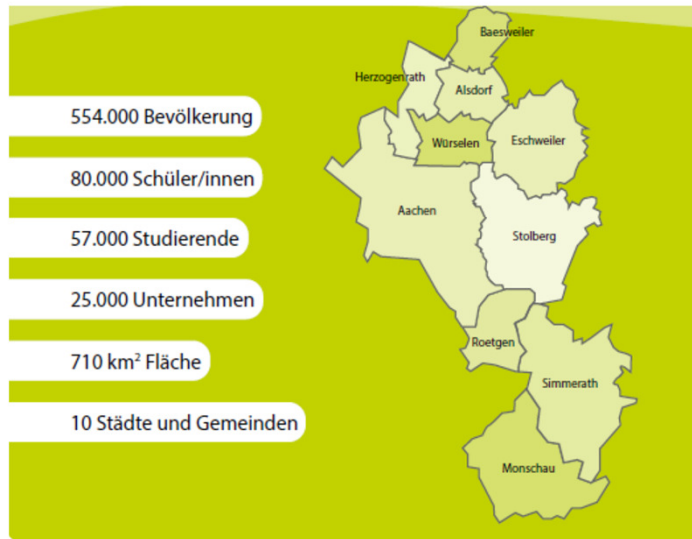 554.000 Bevölkerung
80.000 Schüler/innen
57.000 Studierende
25.000 Unternehmen
710 km² Fläche
10 Städte und Gemeinden
Baesweiler
Herzogenrath
Alsdorf
Würselen
Eschweiler
Aachen
Stolberg
Roetgen
Simmerath
Monschau